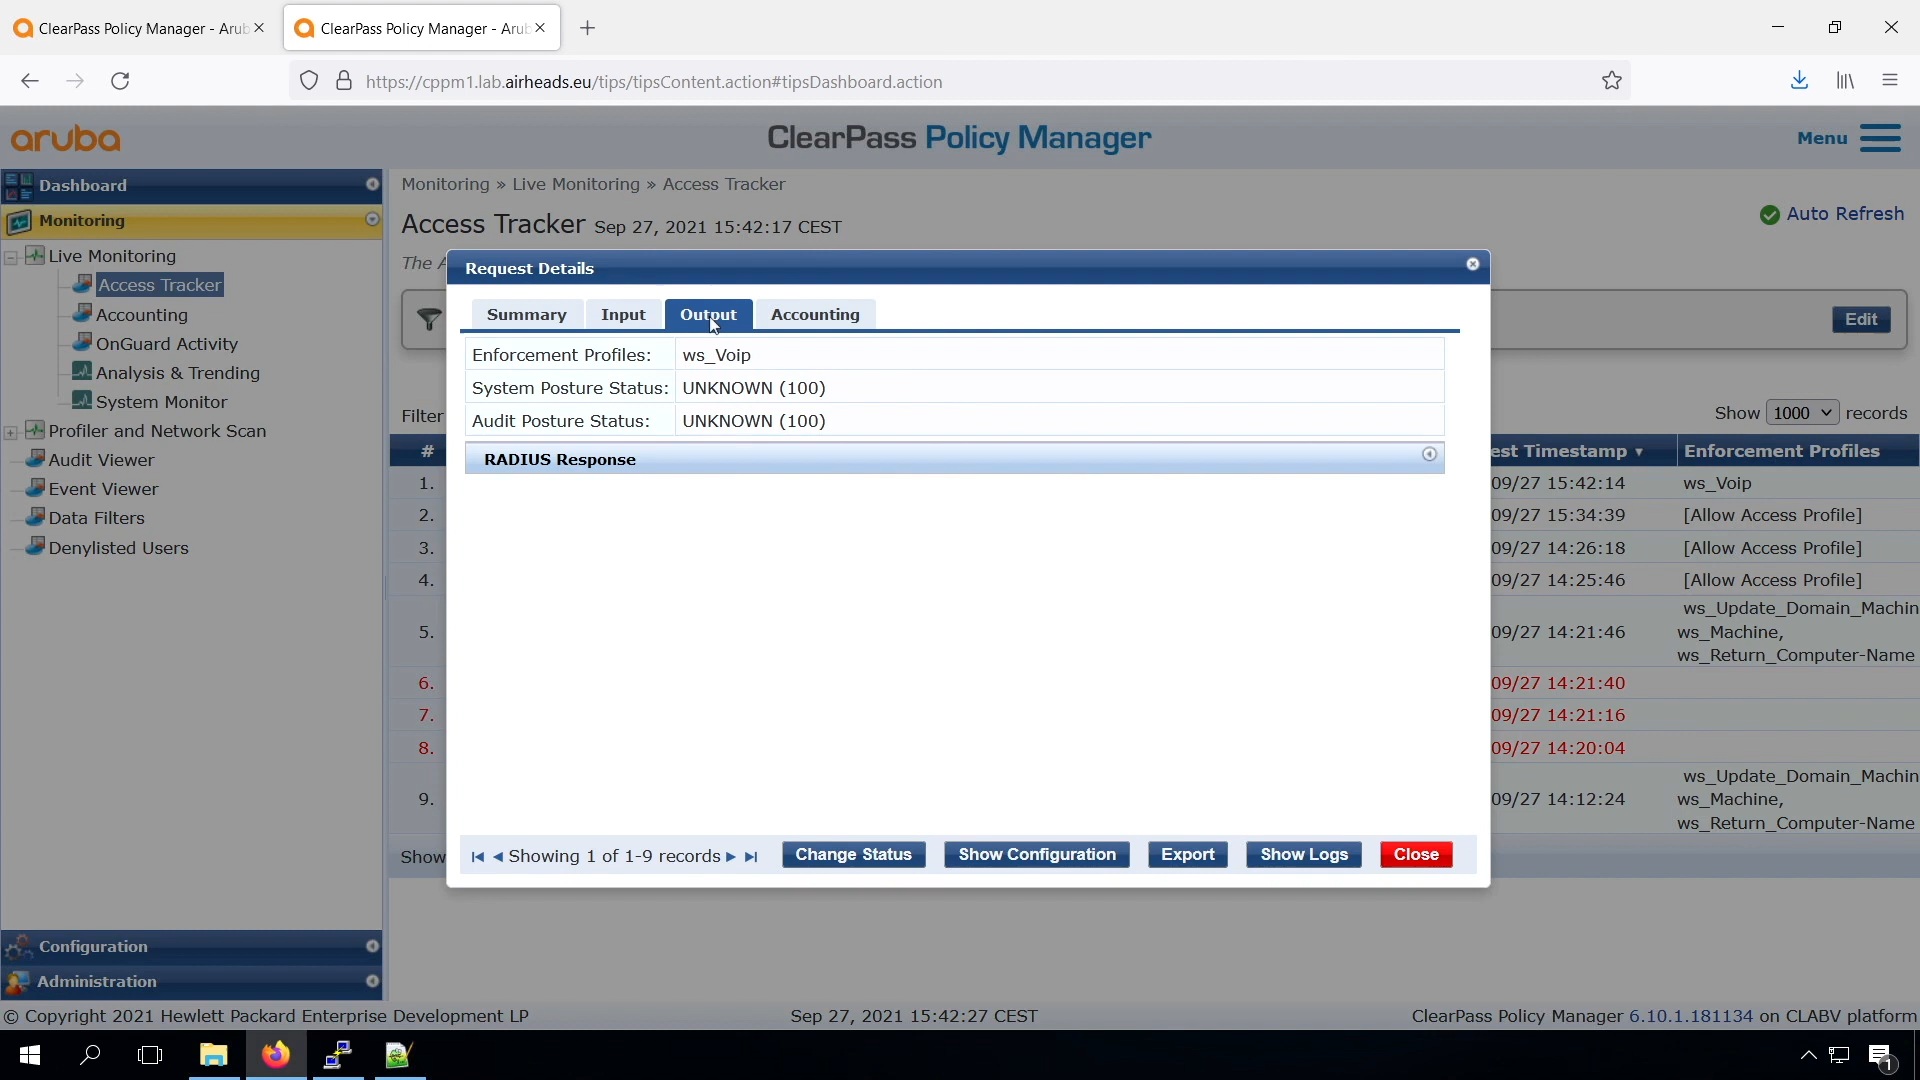 ClearPass Policy Manager - Arub
ClearPass Policy Manager - Arub
https://cppm1.lab.airheads.eu/tips/tipsContent.action#tipsDashboard.action
aruba
ClearPass Policy Manager
Menu
Dashboard
Monitoring
Live Monitoring
Access Tracker
Accounting
OnGuard Activity
Analysis & Trending
System Monitor
Profiler and Network Scan
Audit Viewer
Event Viewer
Data Filters
Denylisted Users
Configuration
Administration
Monitoring » Live Monitoring » Access Tracker
Access Tracker Sep 27, 2021 15:42:17 CEST
Auto Refresh
The A
Edit
Filter
Show 1000 records
# est Timestamp Enforcement Profiles
1. 09/27 15:42:14 ws_Voip
2. 09/27 15:34:39 [Allow Access Profile]
3. 09/27 14:26:18 [Allow Access Profile]
4. 09/27 14:25:46 [Allow Access Profile]
ws_Update_Domain_Machin
5. 09/27 14:21:46 ws_Machine,
ws_Return_Computer-Name
6. 09/27 14:21:40
7. 09/27 14:21:16
8. 09/27 14:20:04
ws_Update_Domain_Machin
9. 09/27 14:12:24 ws_Machine,
ws_Return_Computer-Name
Show
Request Details
Summary Input Output Accounting
Enforcement Profiles: ws_Voip
System Posture Status: UNKNOWN (100)
Audit Posture Status: UNKNOWN (100)
RADIUS Response
Showing 1 of 1-9 records Change Status Show Configuration Export Show Logs Close
© Copyright 2021 Hewlett Packard Enterprise Development LP Sep 27, 2021 15:42:27 CEST ClearPass Policy Manager 6.10.1.181134 on CLABV platform
1